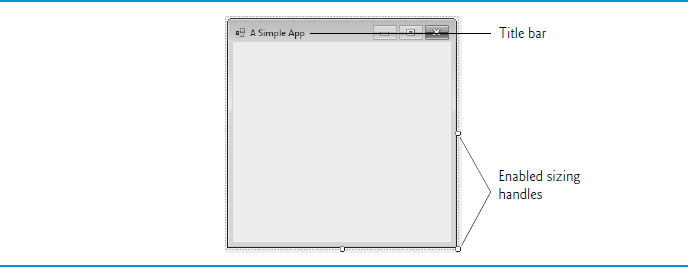 A Simple App
Title bar
Enabled sizing
handles